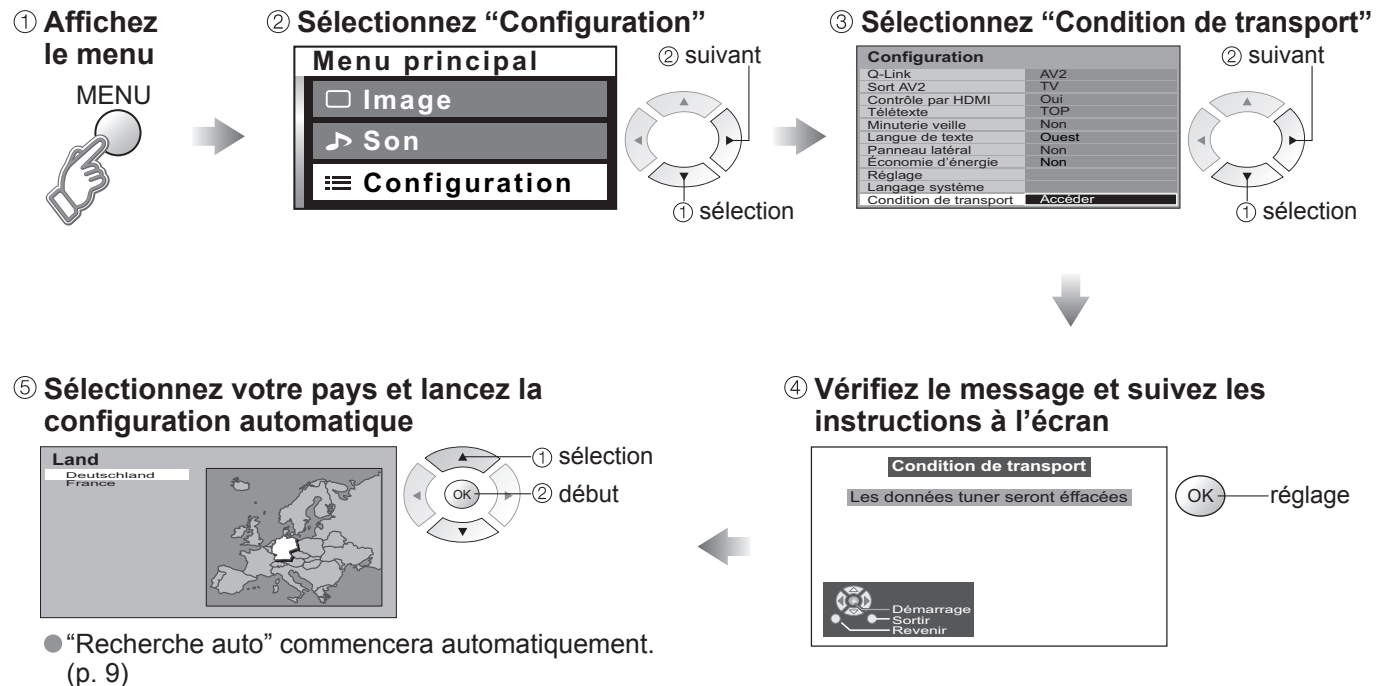 ① Affichez
le menu
MENU
② Sélectionnez “Configuration”
Menu principal
Image
Son
Configuration
② suivant
① sélection
③ Sélectionnez “Condition de transport”
Configuration
Q-Link AV2
Sort AV2 TV
Contrôle par HDMI Oui
Télétexte TOP
Minuterie veille Non
Langue de texte Ouest
Panneau latéral Non
Économie d’énergie Non
Réglage
Langage système
Condition de transport Accéder
② suivant
① sélection
④ Vérifiez le message et suivez les
instructions à l’écran
Condition de transport
Les données tuner seront éffacées
Démarrage
Sortir
Revenir
OK réglage
⑤ Sélectionnez votre pays et lancez la
configuration automatique
Land
Deutschland
France
① sélection
OK ② début
● “Recherche auto” commencera automatiquement.
(p. 9)